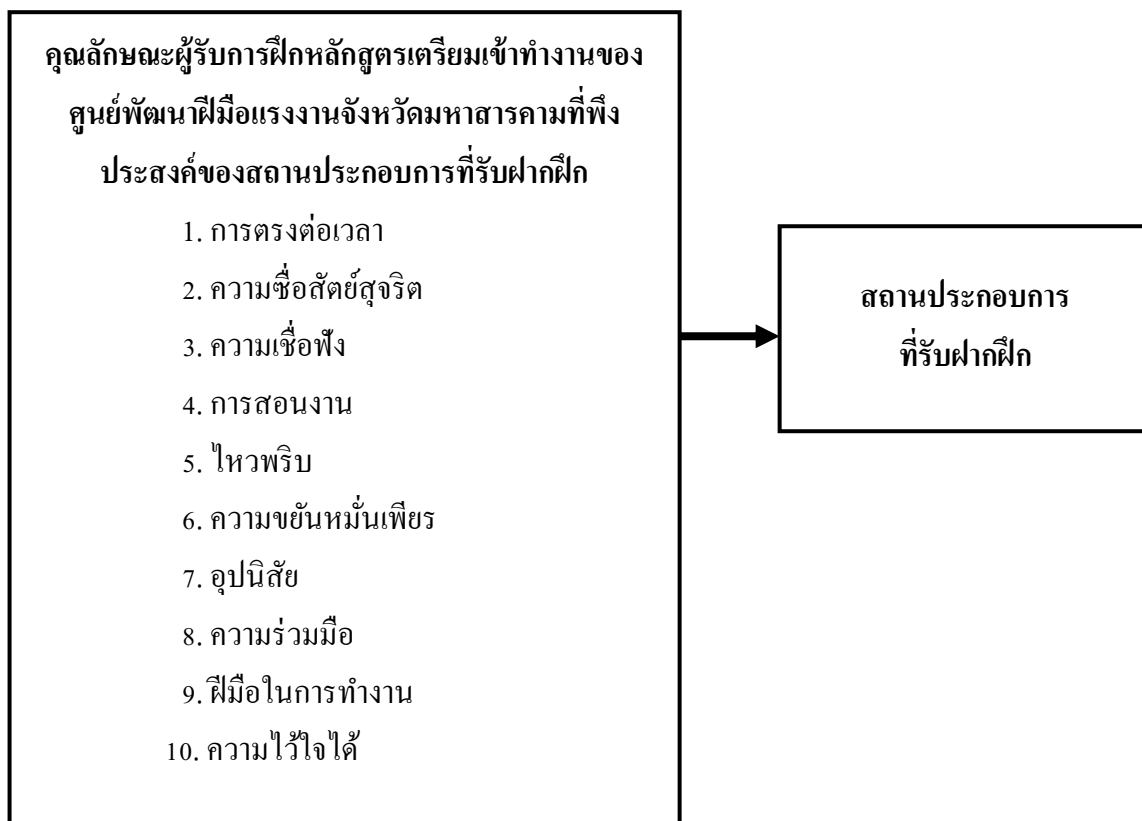 คุณลักษณะผู้รับการฝึกหลักสูตรเตรียมเข้าทำงานของ
ศูนย์พัฒนาฝีมือแรงงานจังหวัดมหาสารคามที่พึง
ประสงค์ของสถานประกอบการที่รับฝากฝึก
1. การตรงต่อเวลา
2. ความซื่อสัตย์สุจริต
3. ความเชื่อฟัง
4. การสอนงาน
5. ไหวพริบ
6. ความขยันหมั่นเพียร
7. อุปนิสัย
8. ความร่วมมือ
9. ฝีมือในการทำงาน
10. ความไว้ใจได้
สถานประกอบการ
ที่รับฝากฝึก